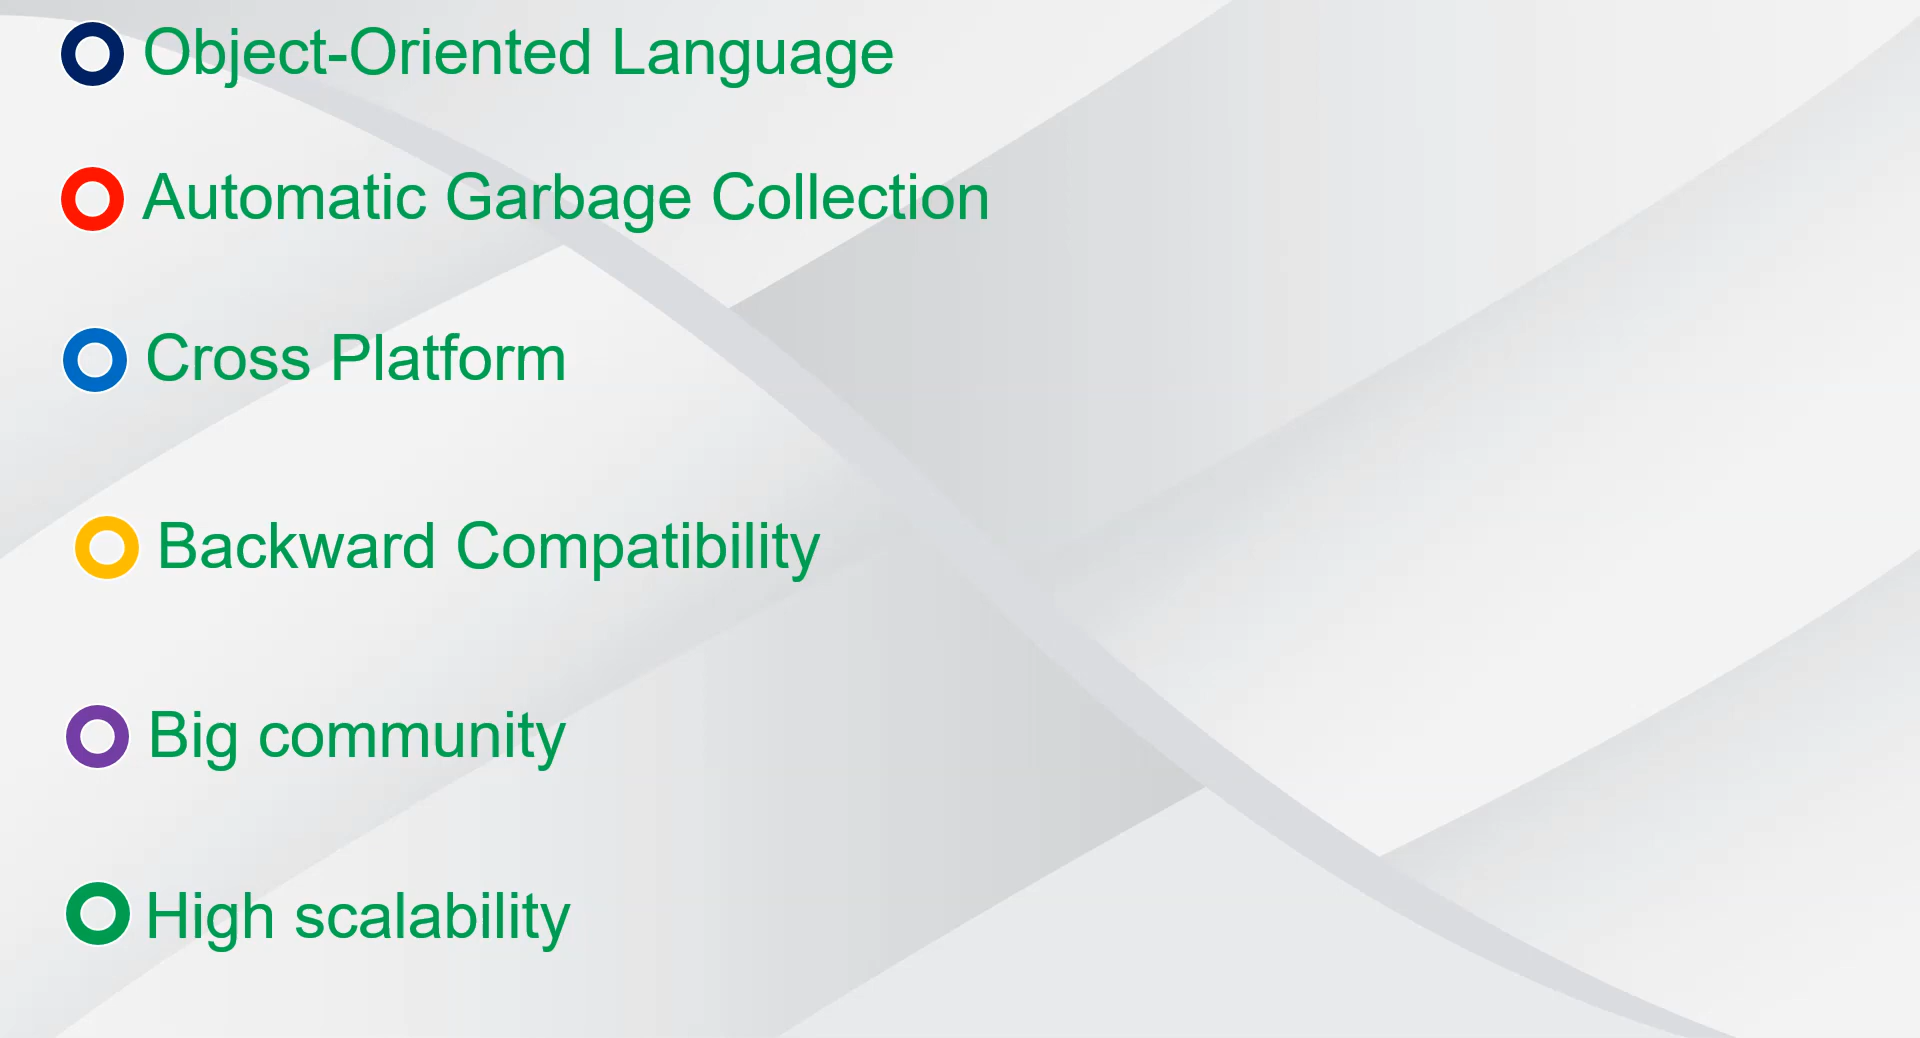 Object-Oriented Language
Automatic Garbage Collection
Cross Platform
Backward Compatibility
Big community
High scalability